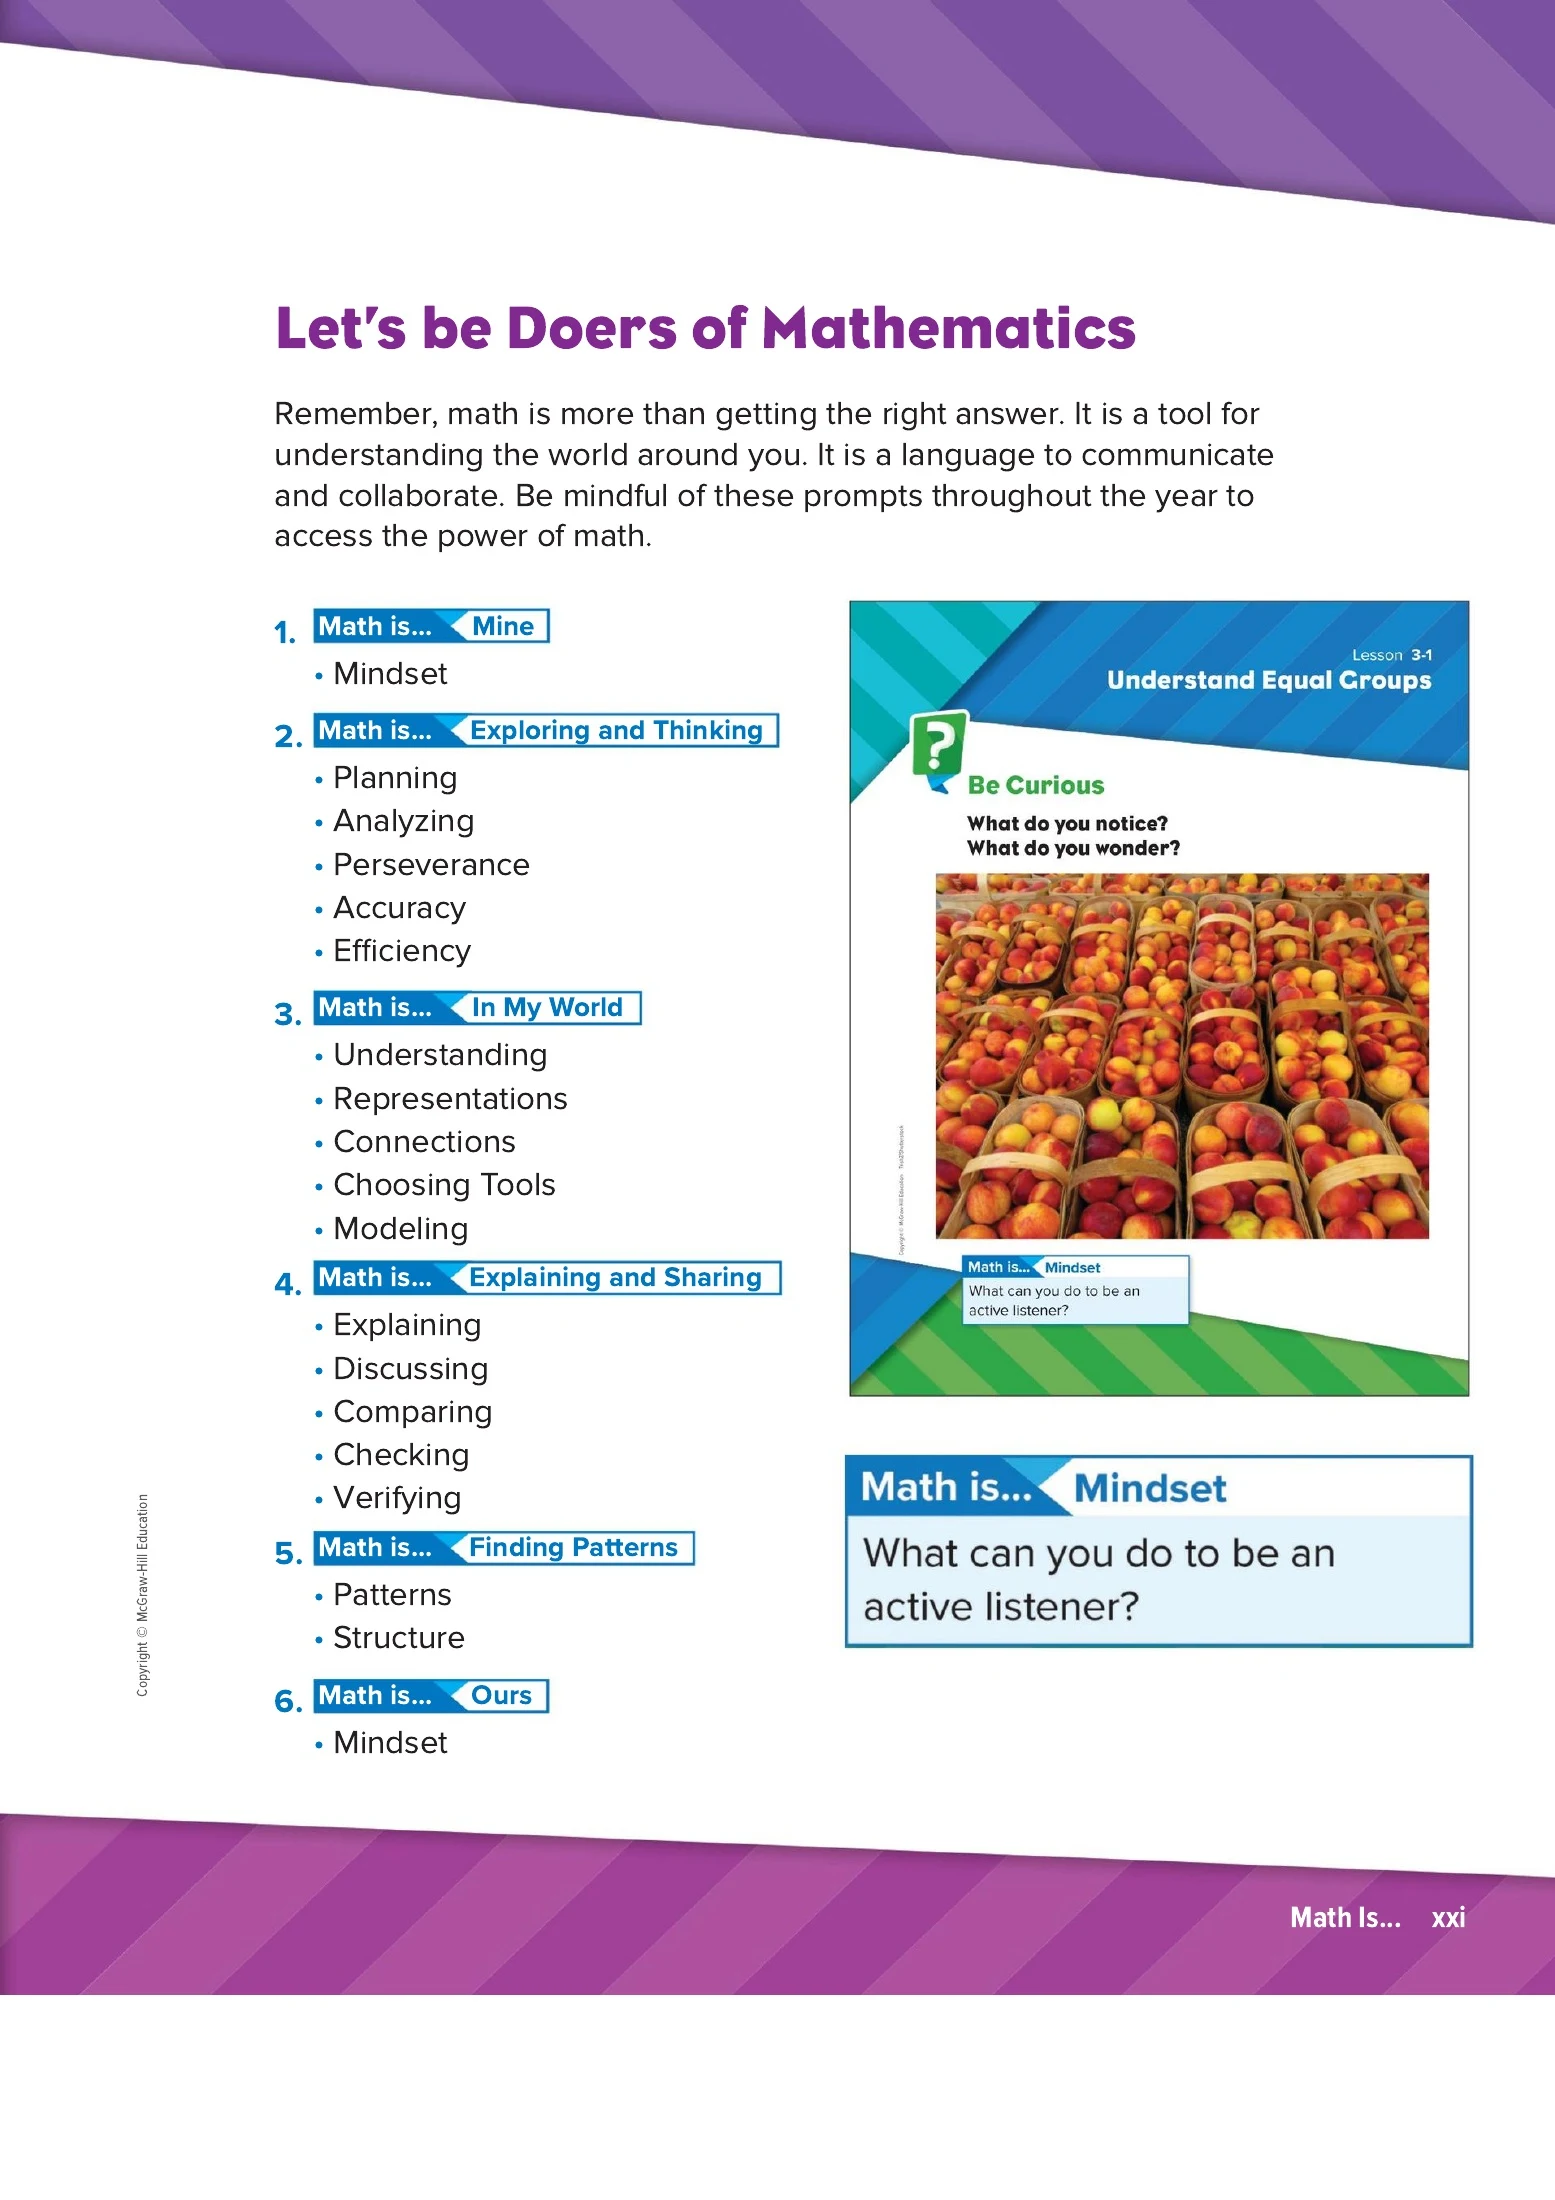 Let's be Doers of Mathematics
Remember, math is more than getting the right answer. It is a tool for
understanding the world around you. It is a language to communicate
and collaborate. Be mindful of these prompts throughout the year to
access the power of math.
1. Math is... Mine
• Mindset
2. Math is... Exploring and Thinking
• Planning
• Analyzing
• Perseverance
• Accuracy
• Efficiency
3. Math is... In My World
• Understanding
• Representations
• Connections
• Choosing Tools
• Modeling
4. Math is... Explaining and Sharing
• Explaining
• Discussing
• Comparing
• Checking
• Verifying
5. Math is... Finding Patterns
• Patterns
• Structure
6. Math is... Ours
• Mindset
Lesson 3-1
Understand Equal Groups
?
Be Curious
What do you notice?
What do you wonder?
Copyright © McGraw-Hill Education
Math is... Mindset
What can you do to be an
active listener?
Math is... Mindset
What can you do to be an
active listener?
Copyright © McGraw-Hill Education
Math Is... xxi